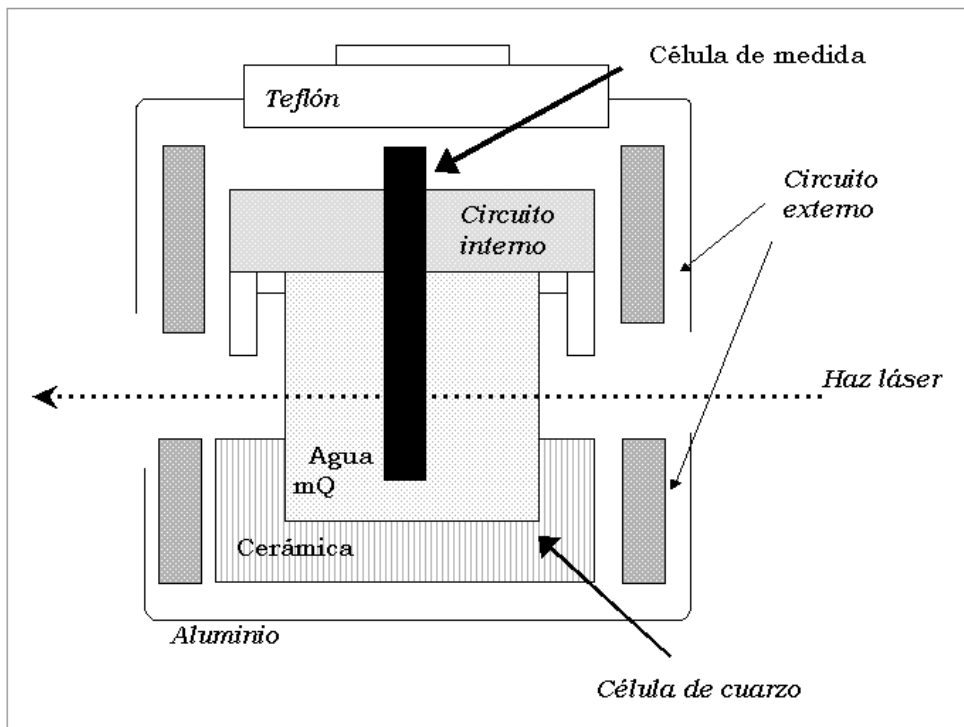 Célula de medida
Teflón
Circuito
externo
Circuito
interno
Haz láser
Agua
mQ
Cerámica
Aluminio
Célula de cuarzo